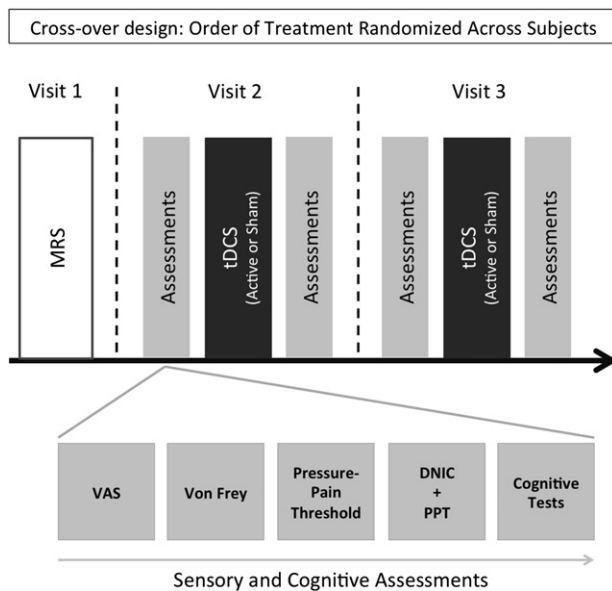 Cross-over design: Order of Treatment Randomized Across Subjects
Visit 1
Visit 2
Visit 3
MRS
Assessments
tDCS
(Active or Sham)
Assessments
Assessments
tDCS
(Active or Sham)
Assessments
VAS
Von Frey
Pressure-
Pain
Threshold
DNIC
+
PPT
Cognitive
Tests
Sensory and Cognitive Assessments